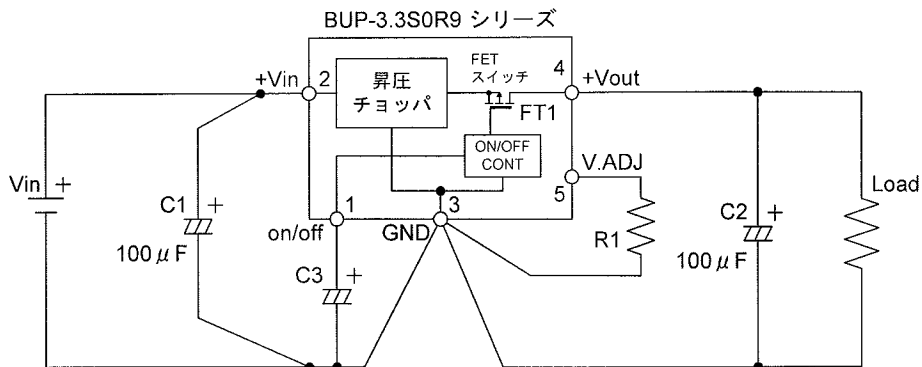 BUP-3.3S0R9 シリーズ
+Vin
2
昇圧
チョッパ
FET
スイッチ
4
+Vout
FT1
ON/OFF
CONT
V.ADJ
5
Vin
+
C1
+
100μF
1
on/off
3
GND
C3
+
R1
C2
+
100μF
Load